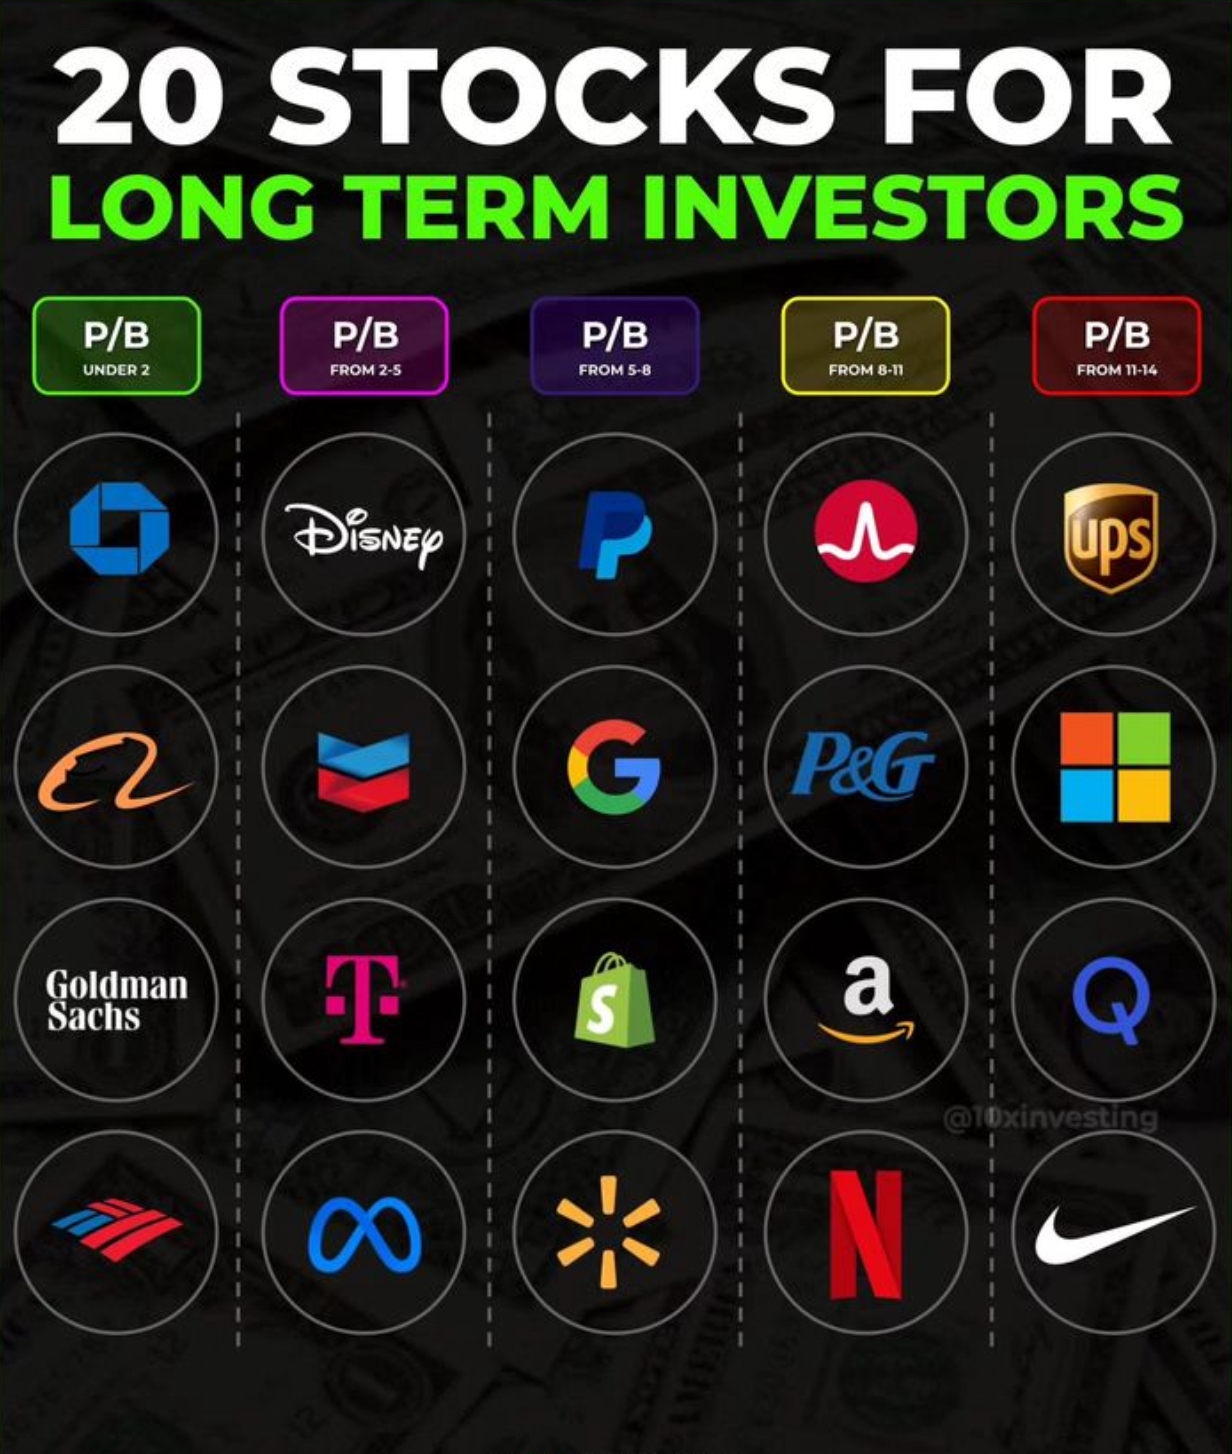 20 STOCKS FOR
LONG TERM INVESTORS
P/B
UNDER 2
P/B
FROM 2-5
P/B
FROM 5-8
P/B
FROM 8-11
P/B
FROM 11-14
DISNEY
ups
P&G
Goldman
Sachs
T
S
a
Q
@10xinvesting
N